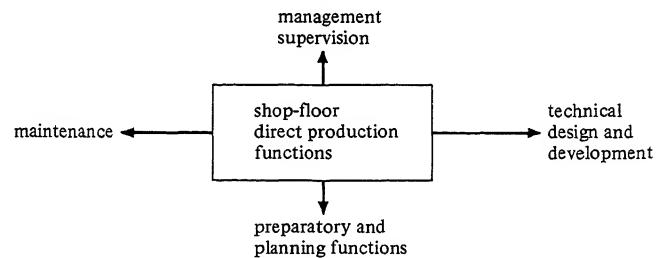 management
supervision
shop-floor
direct production
functions
maintenance
technical
design and
development
preparatory and
planning functions